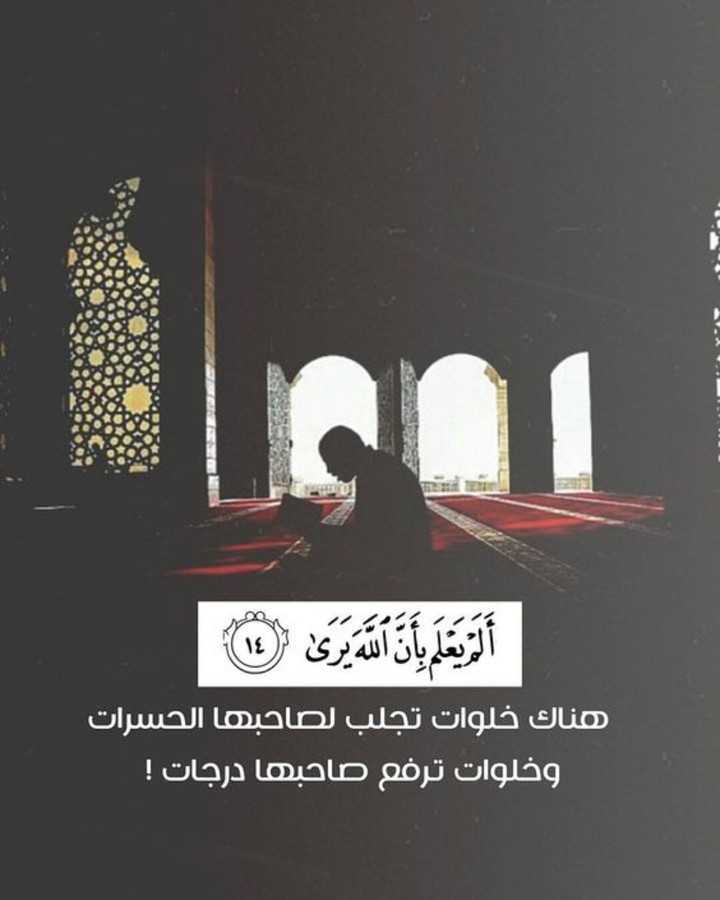 أَلَمْ يَعْلَم بِأَنَّ ٱللَّهَ يَرَىٰ ١٤
هناك خلوات تجلب لصاحبها الحسرات
وخلوات ترفع صاحبها درجات !